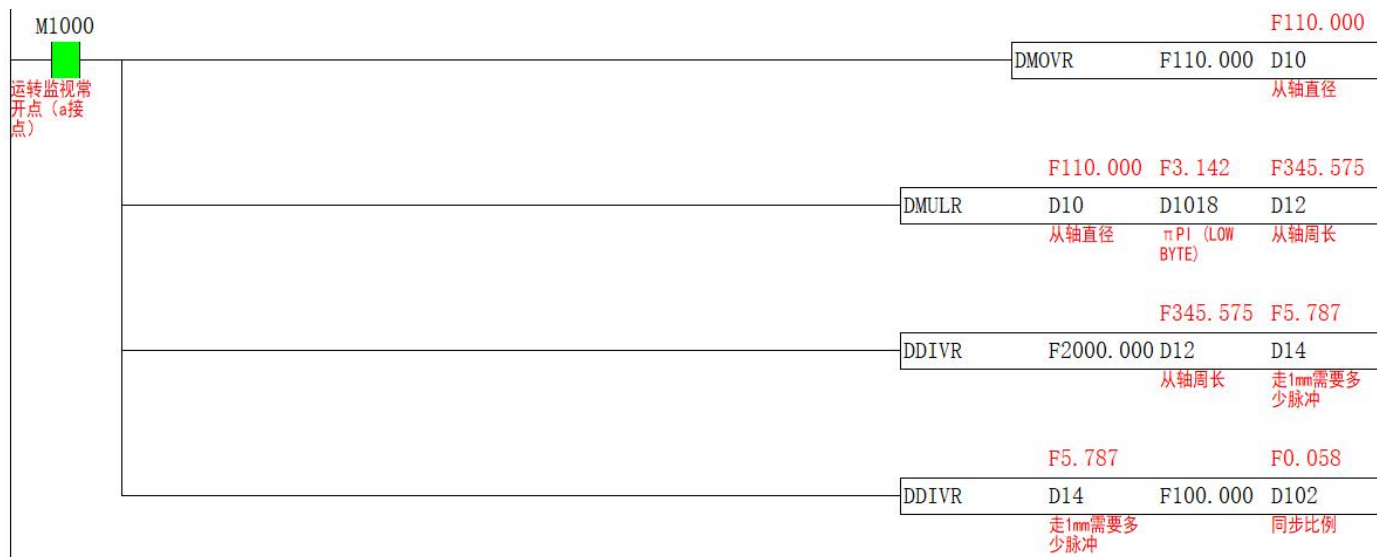 M1000
运转监视常
开点（a接
点）
F110.000
DMOVR F110.000 D10
从轴直径
F110.000 F3.142 F345.575
DMULR D10 D1018 D12
从轴直径 πPI (LOW 从轴周长
BYTE)
F345.575 F5.787
DDIVR F2000.000 D12 D14
从轴周长 走1mm需要多
少脉冲
F5.787 F0.058
DDIVR D14 F100.000 D102
走1mm需要多 同步比例
少脉冲